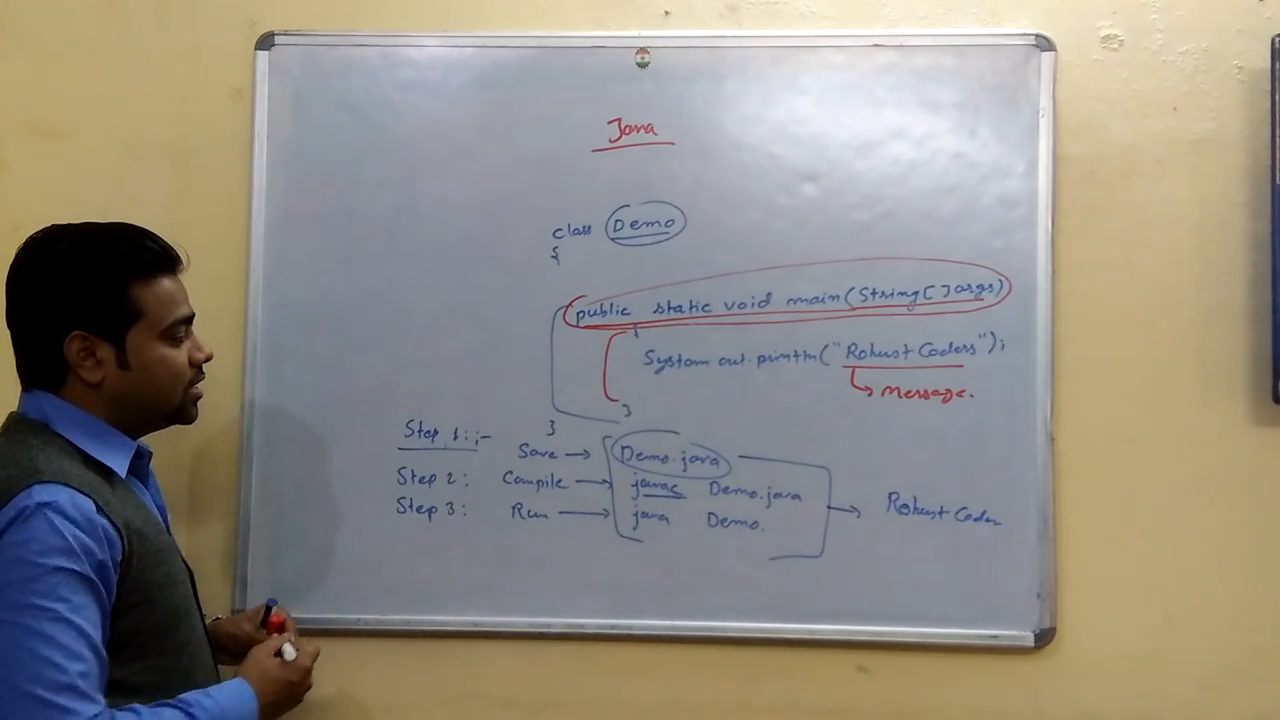 Java
class Demo
{
public static void main(String[] args)
{
System.out.println("Robust Coders");
→ Message.
}
}
Step 1: :- Save → Demo.java
Step 2: Compile → javac Demo.java
Step 3: Run → java Demo. → Robust Coder